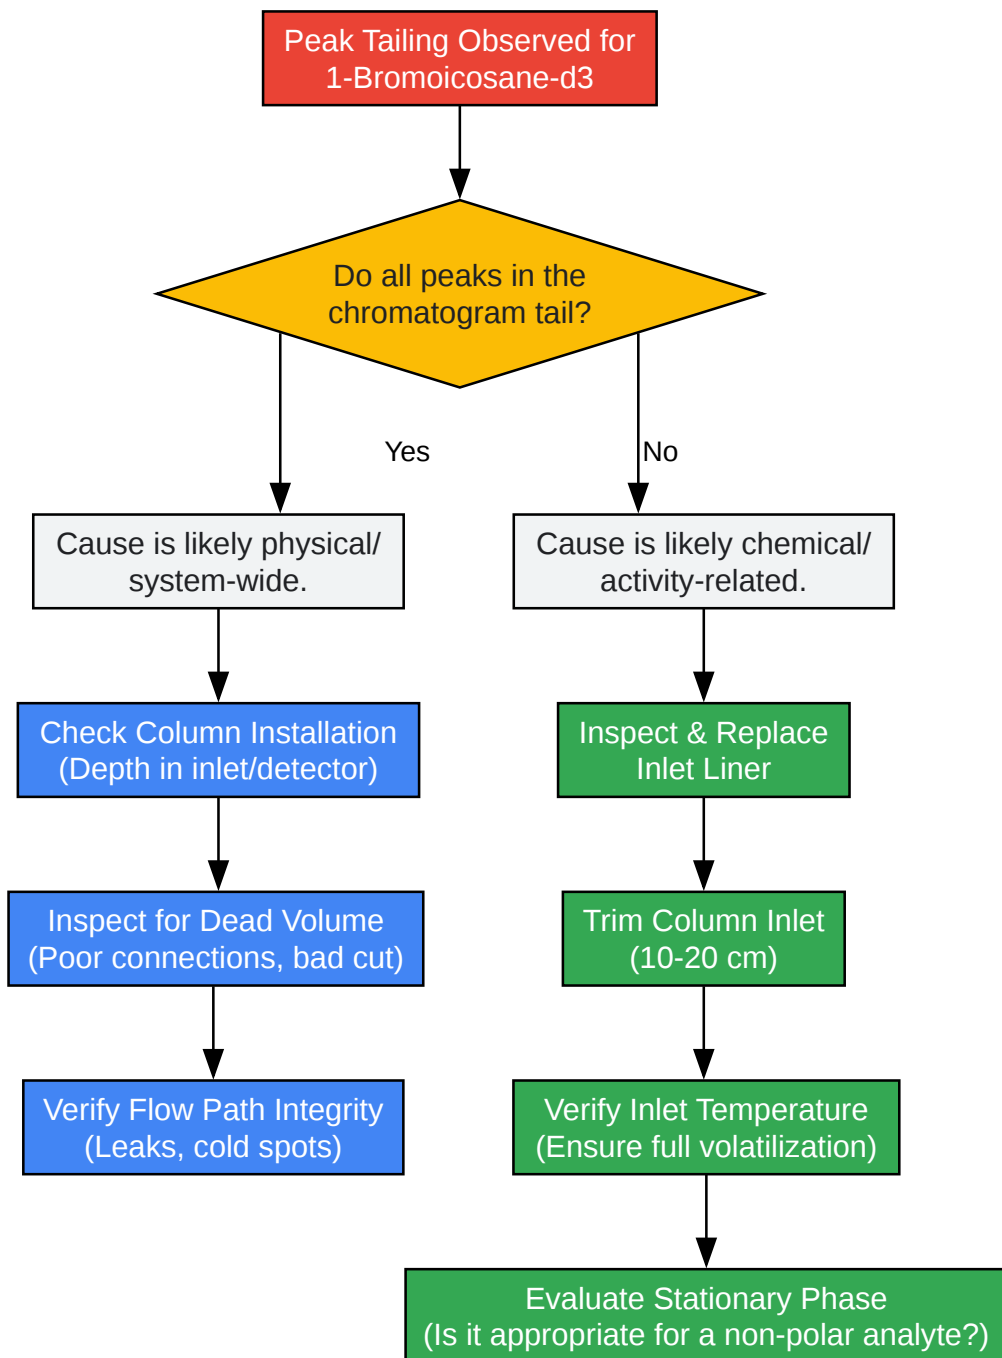 Peak Tailing Observed for
1-Bromoicosane-d3
Do all peaks in the
chromatogram tail?
Yes
No
Cause is likely physical/
system-wide.
Cause is likely chemical/
activity-related.
Check Column Installation
(Depth in inlet/detector)
Inspect & Replace
Inlet Liner
Inspect for Dead Volume
(Poor connections, bad cut)
Trim Column Inlet
(10-20 cm)
Verify Flow Path Integrity
(Leaks, cold spots)
Verify Inlet Temperature
(Ensure full volatilization)
Evaluate Stationary Phase
(Is it appropriate for a non-polar analyte?)